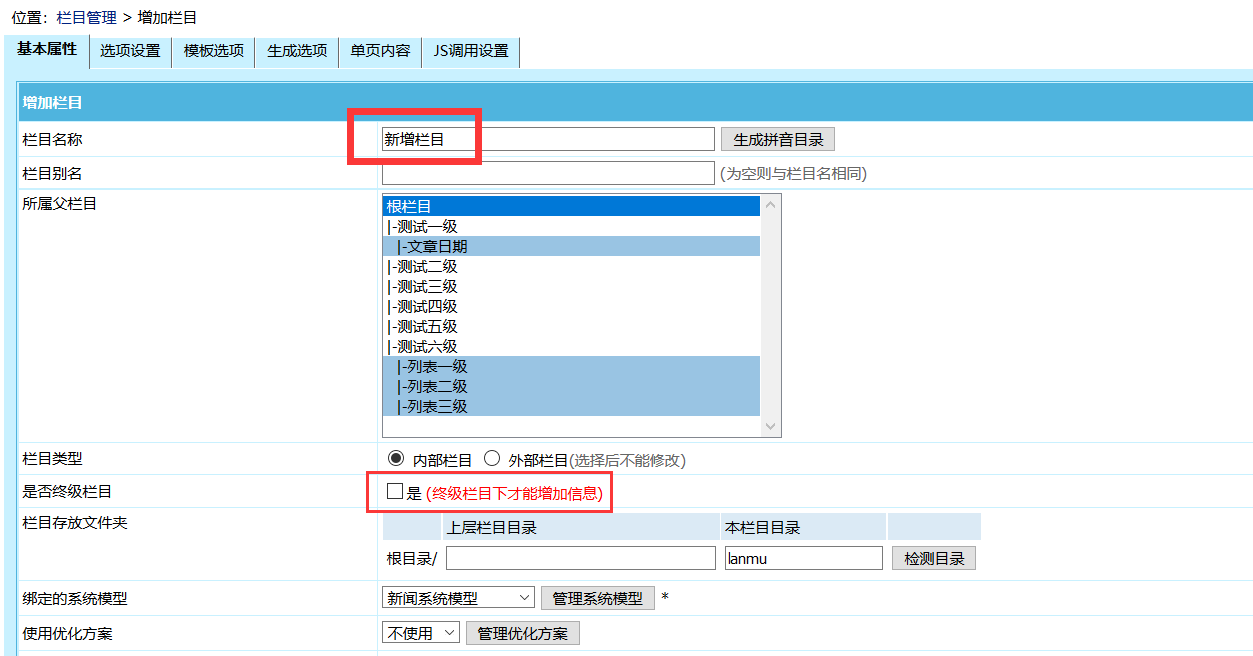 位置：栏目管理 > 增加栏目
基本属性 选项设置 模板选项 生成选项 单页内容 JS调用设置
增加栏目
栏目名称 新增栏目 生成拼音目录
栏目别名 (为空则与栏目名相同)
所属父栏目 根栏目
|-测试一级
|-文章日期
|-测试二级
|-测试三级
|-测试四级
|-测试五级
|-测试六级
|-列表一级
|-列表二级
|-列表三级
栏目类型 内部栏目 外部栏目(选择后不能修改)
是否终级栏目 是 (终级栏目下才能增加信息)
栏目存放文件夹 上层栏目目录 本栏目目录
根目录/ lanmu 检测目录
绑定的系统模型 新闻系统模型 管理系统模型 *
使用优化方案 不使用 管理优化方案